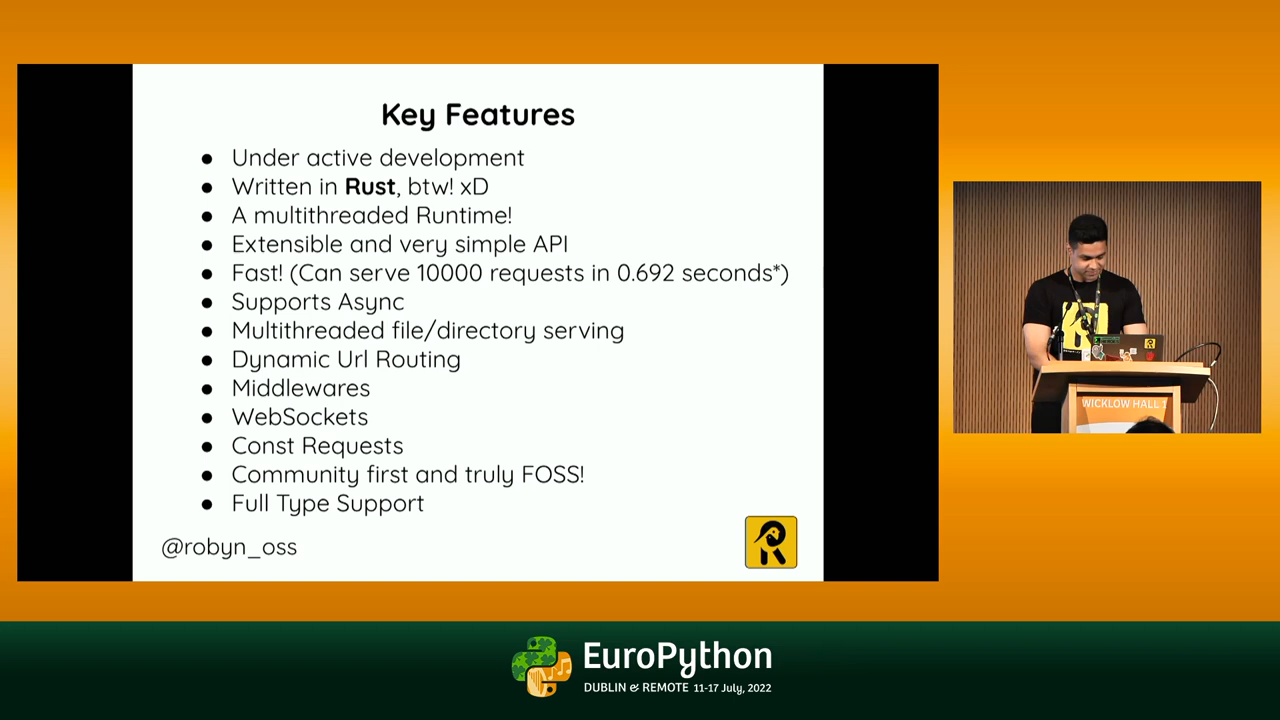 Key Features
● Under active development
● Written in Rust, btw! xD
● A multithreaded Runtime!
● Extensible and very simple API
● Fast! (Can serve 10000 requests in 0.692 seconds*)
● Supports Async
● Multithreaded file/directory serving
● Dynamic Url Routing
● Middlewares
● WebSockets
● Const Requests
● Community first and truly FOSS!
● Full Type Support
@robyn_oss
R
WICKLOW HALL 1
EuroPython
DUBLIN & REMOTE 11-17 July, 2022